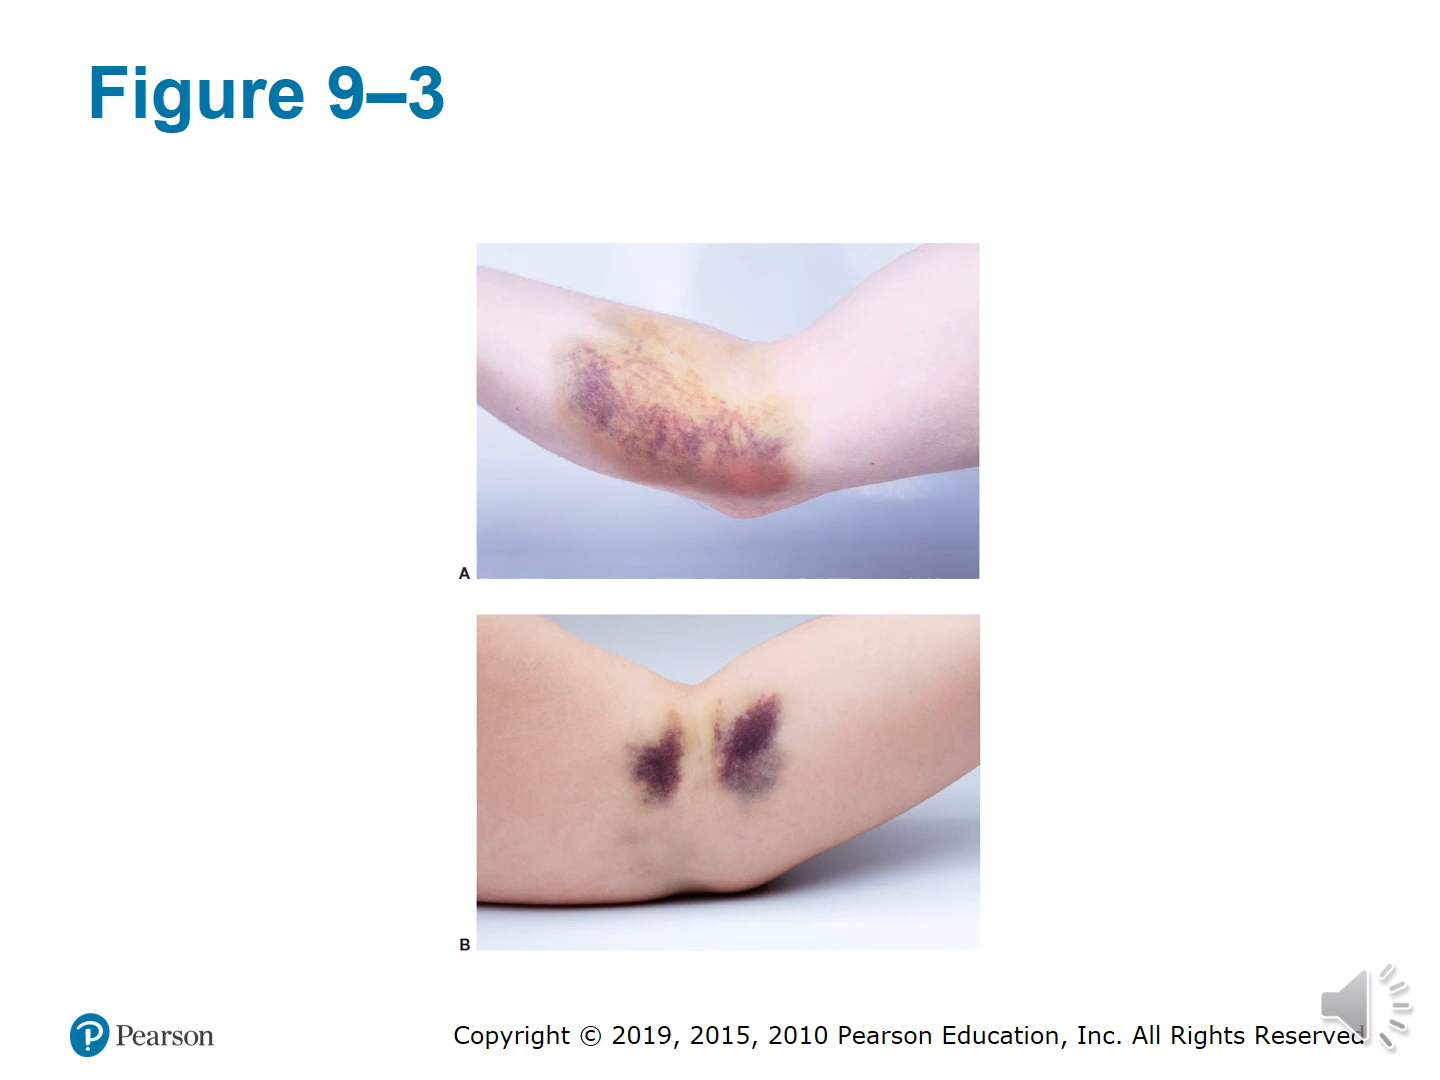 Figure 9–3
A
B
Pearson
Copyright © 2019, 2015, 2010 Pearson Education, Inc. All Rights Reserved